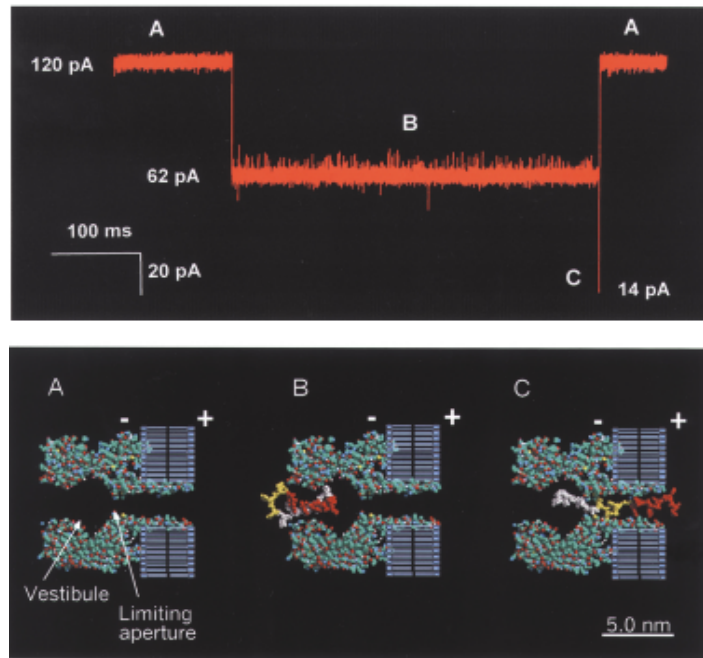 A A
120 pA
B
62 pA
100 ms
20 pA
C
14 pA
A B C
- + - + - +
Vestibule
Limiting
aperture
5.0 nm